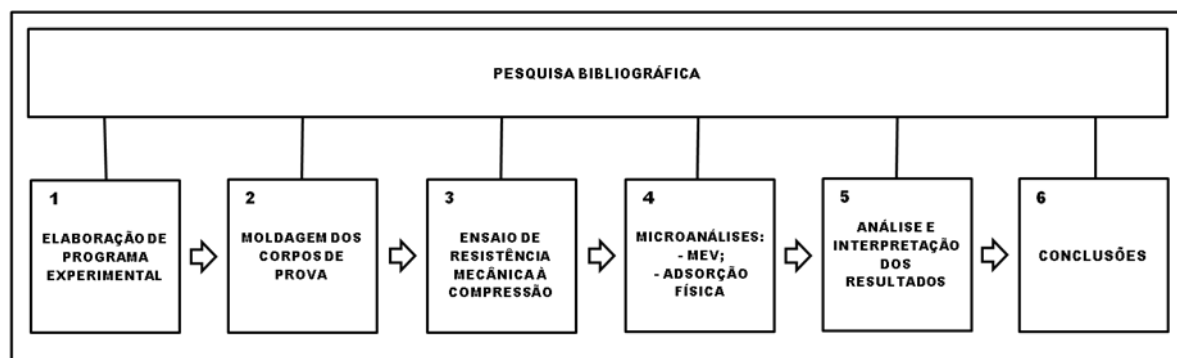 PESQUISA BIBLIOGRÁFICA
1
ELABORAÇÃO DE
PROGRAMA
EXPERIMENTAL
2
MOLDAGEM DOS
CORPOS DE
PROVA
3
ENSAIO DE
RESISTÊNCIA
MECÂNICA À
COMPRESSÃO
4
MICROANÁLISES:
- MEV;
- ADSORÇÃO
FÍSICA
5
ANÁLISE E
INTERPRETAÇÃO
DOS
RESULTADOS
6
CONCLUSÕES